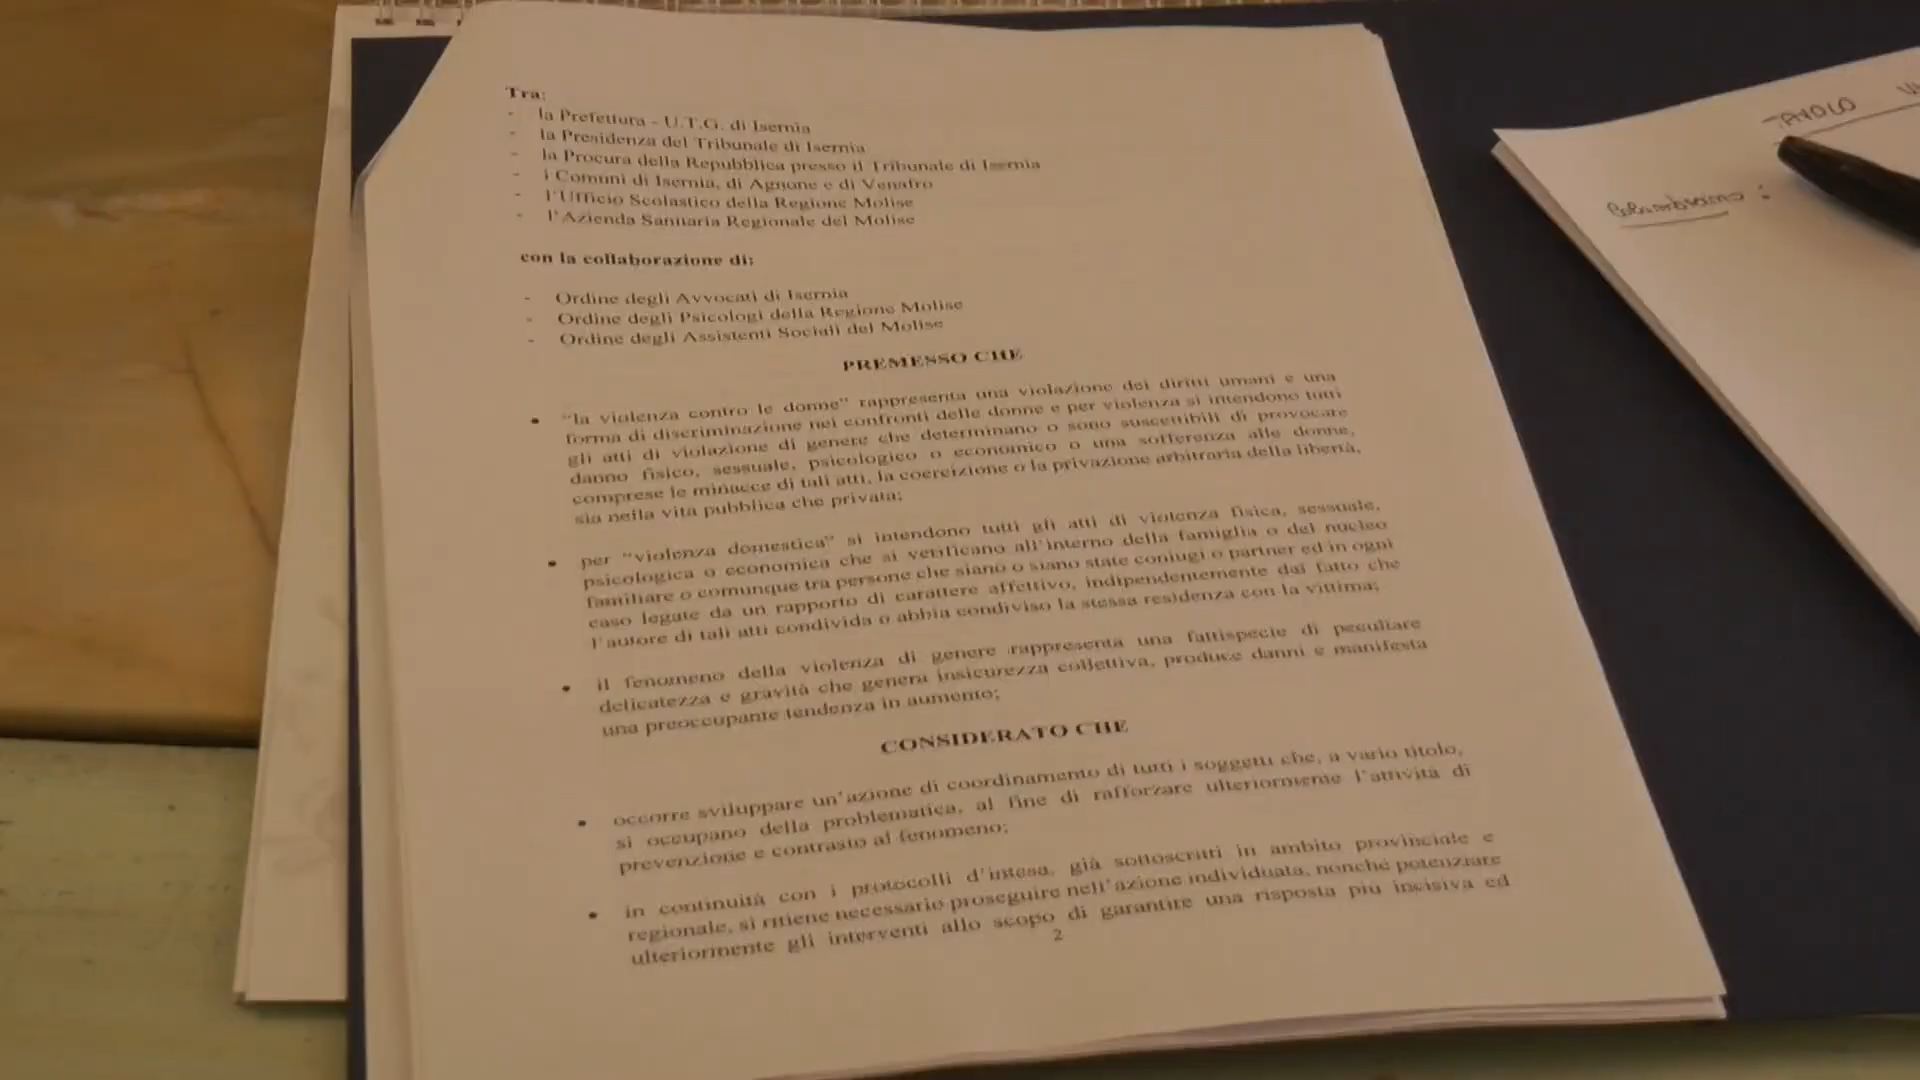 Tra:
- la Prefettura - U.T.G. di Isernia
- la Presidenza del Tribunale di Isernia
- la Procura della Repubblica presso il Tribunale di Isernia
- i Comuni di Isernia, di Agnone e di Venafro
- l'Ufficio Scolastico della Regione Molise
- l'Azienda Sanitaria Regionale del Molise
con la collaborazione di:
- Ordine degli Avvocati di Isernia
- Ordine degli Psicologi della Regione Molise
- Ordine degli Assistenti Sociali del Molise
PREMESSO CHE
• "la violenza contro le donne" rappresenta una violazione dei diritti umani e una
forma di discriminazione nei confronti delle donne e per violenza si intendono tutti
gli atti di violazione di genere che determinano o sono suscettibili di provocare
danno fisico, sessuale, psicologico o economico o una sofferenza alle donne,
comprese le minacce di tali atti, la coercizione o la privazione arbitraria della libertà,
sia nella vita pubblica che privata;
• per "violenza domestica" si intendono tutti gli atti di violenza fisica, sessuale,
psicologica o economica che si verificano all'interno della famiglia o del nucleo
familiare o comunque tra persone che siano o siano state coniugi o partner ed in ogni
caso legate da un rapporto di carattere affettivo, indipendentemente dal fatto che
l'autore di tali atti condivida o abbia condiviso la stessa residenza con la vittima;
• il fenomeno della violenza di genere rappresenta una fattispecie di peculiare
delicatezza e gravità che genera insicurezza collettiva, produce danni e manifesta
una preoccupante tendenza in aumento;
CONSIDERATO CHE
• occorre sviluppare un'azione di coordinamento di tutti i soggetti che, a vario titolo,
si occupano della problematica, al fine di rafforzare ulteriormente l'attività di
prevenzione e contrasto al fenomeno;
• in continuità con i protocolli d'intesa, già sottoscritti in ambito provinciale e
regionale, si ritiene necessario proseguire nell'azione individuata, nonché potenziare
ulteriormente gli interventi allo scopo di garantire una risposta più incisiva ed
2
TAVOLO